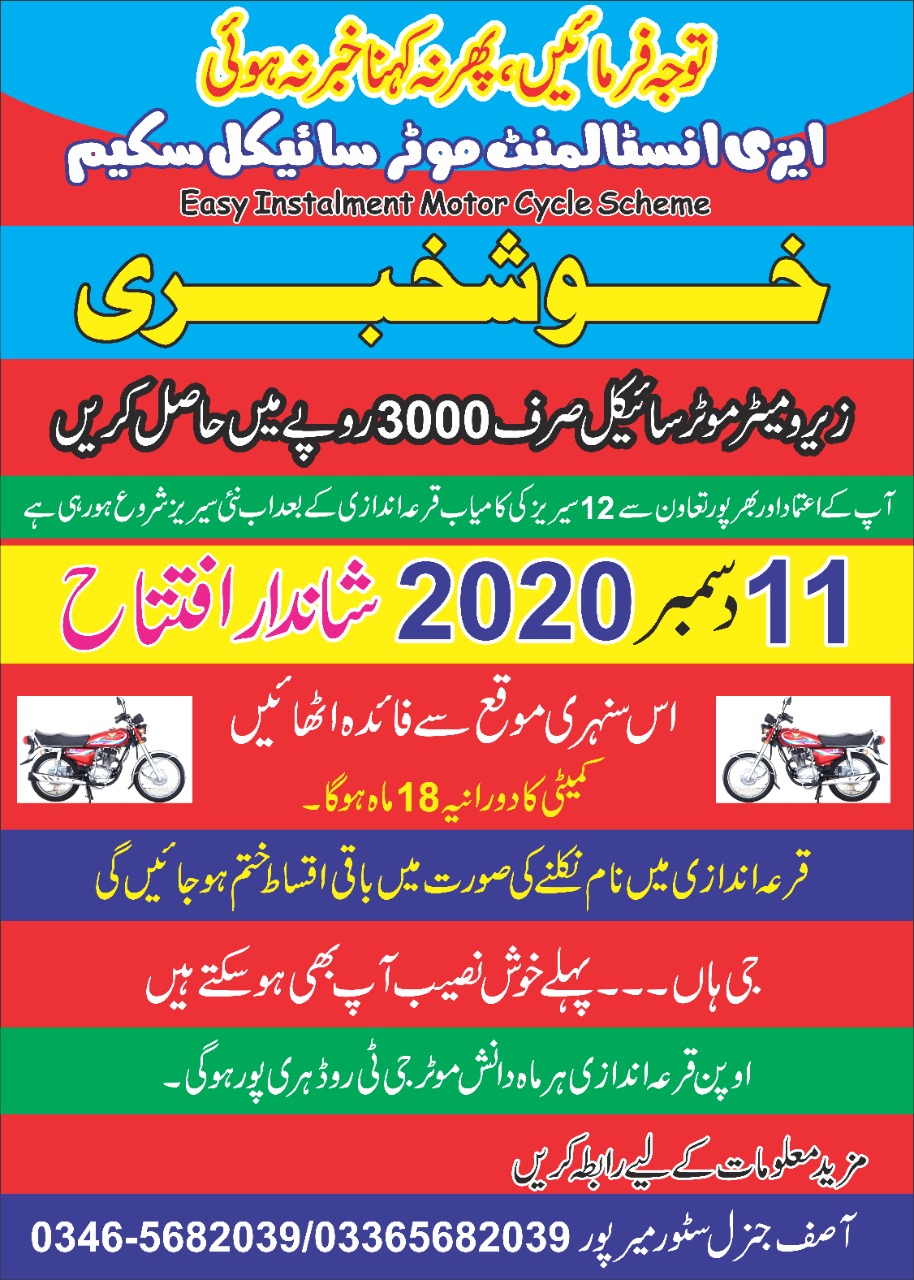 توجہ فرمائیں، پھر نہ کہنا خبر نہ ہوئی
ایزی انسٹالمنٹ موٹر سائیکل سکیم
Easy Instalment Motor Cycle Scheme
خوشخبری
زیرو میٹر موٹر سائیکل صرف 3000 روپے میں حاصل کریں
آپ کے اعتماد اور بھرپور تعاون سے 12 سیریز کی کامیاب قرعہ اندازی کے بعد اب نئی سیریز شروع ہو رہی ہے
11 دسمبر 2020 شاندار افتتاح
اس سنہری موقع سے فائدہ اٹھائیں
کمیٹی کا دورانیہ 18 ماہ ہوگا۔
قرعہ اندازی میں نام نکلنے کی صورت میں باقی اقساط ختم ہو جائیں گی
جی ہاں۔۔۔ پہلے خوش نصیب آپ بھی ہو سکتے ہیں
اوپن قرعہ اندازی ہر ماہ دانش موٹر جی ٹی روڈ ہری پور ہوگی۔
مزید معلومات کے لیے رابطہ کریں
آصف جنرل سٹور میرپور 0346-5682039/03365682039